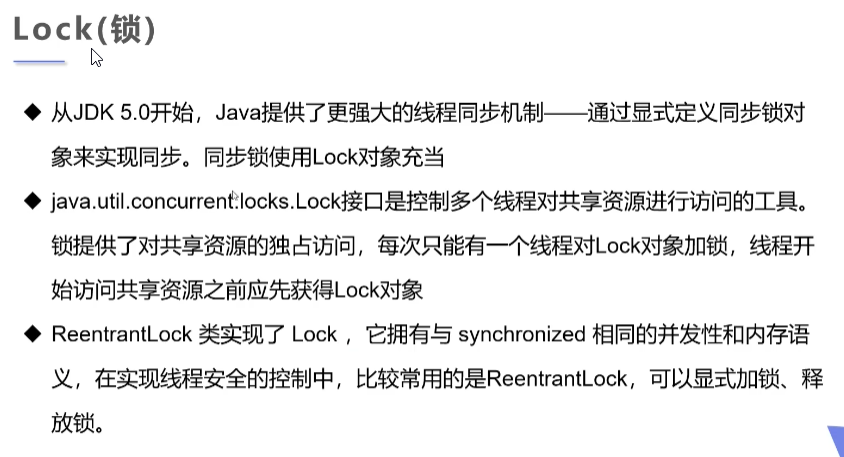 Lock(锁)
◆ 从JDK 5.0开始，Java提供了更强大的线程同步机制——通过显式定义同步锁对
象来实现同步。同步锁使用Lock对象充当
◆ java.util.concurrent.locks.Lock接口是控制多个线程对共享资源进行访问的工具。
锁提供了对共享资源的独占访问，每次只能有一个线程对Lock对象加锁，线程开
始访问共享资源之前应先获得Lock对象
◆ ReentrantLock 类实现了 Lock ，它拥有与 synchronized 相同的并发性和内存语
义，在实现线程安全的控制中，比较常用的是ReentrantLock，可以显式加锁、释
放锁。